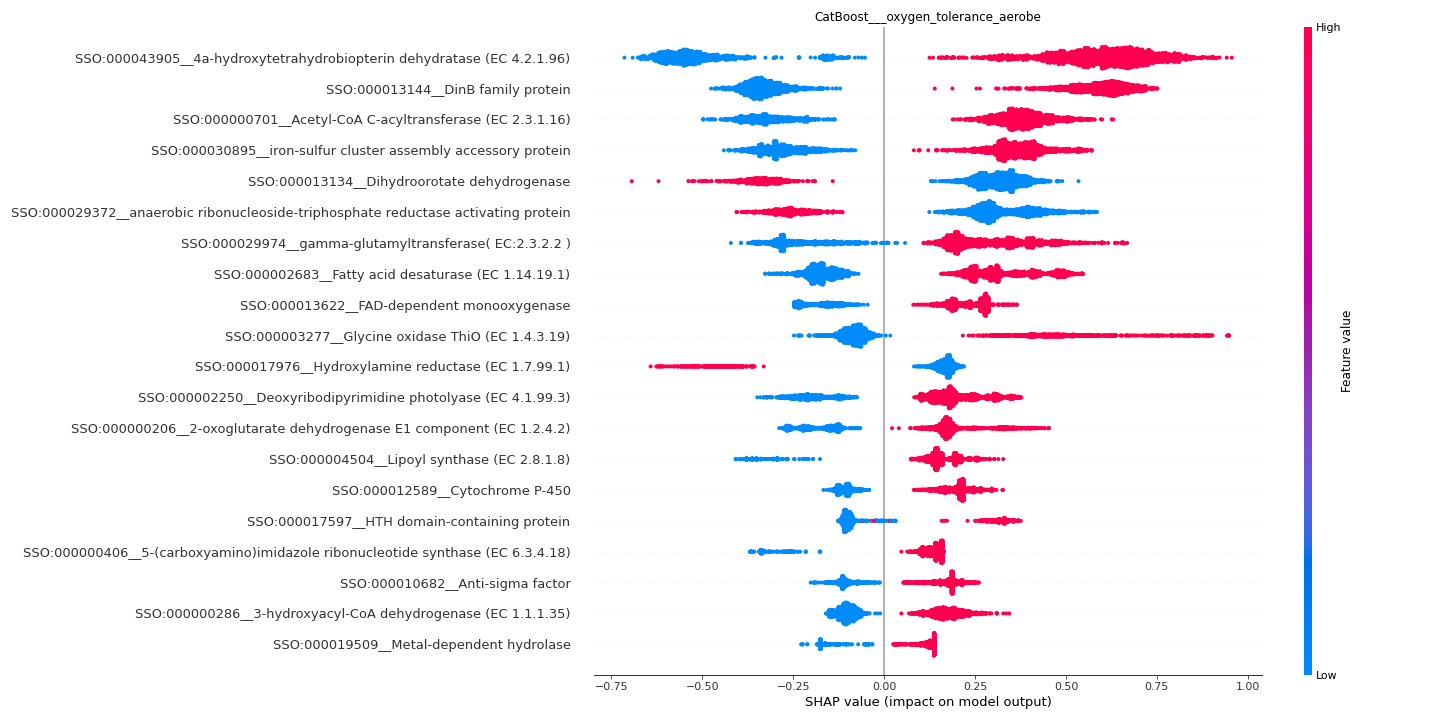 CatBoost___oxygen_tolerance_aerobe
High
SSO:000043905__4a-hydroxytetrahydrobiopterin dehydratase (EC 4.2.1.96)
SSO:000013144__DinB family protein
SSO:000000701__Acetyl-CoA C-acyltransferase (EC 2.3.1.16)
SSO:000030895__iron-sulfur cluster assembly accessory protein
SSO:000013134__Dihydroorotate dehydrogenase
SSO:000029372__anaerobic ribonucleoside-triphosphate reductase activating protein
SSO:000029974__gamma-glutamyltransferase( EC:2.3.2.2 )
SSO:000002683__Fatty acid desaturase (EC 1.14.19.1)
SSO:000013622__FAD-dependent monooxygenase
SSO:000003277__Glycine oxidase ThiO (EC 1.4.3.19)
SSO:000017976__Hydroxylamine reductase (EC 1.7.99.1)
SSO:000002250__Deoxyribodipyrimidine photolyase (EC 4.1.99.3)
SSO:000000206__2-oxoglutarate dehydrogenase E1 component (EC 1.2.4.2)
SSO:000004504__Lipoyl synthase (EC 2.8.1.8)
SSO:000012589__Cytochrome P-450
SSO:000017597__HTH domain-containing protein
SSO:000000406__5-(carboxyamino)imidazole ribonucleotide synthase (EC 6.3.4.18)
SSO:000010682__Anti-sigma factor
SSO:000000286__3-hydroxyacyl-CoA dehydrogenase (EC 1.1.1.35)
SSO:000019509__Metal-dependent hydrolase
Feature value
Low
−0.75 −0.50 −0.25 0.00 0.25 0.50 0.75 1.00
SHAP value (impact on model output)